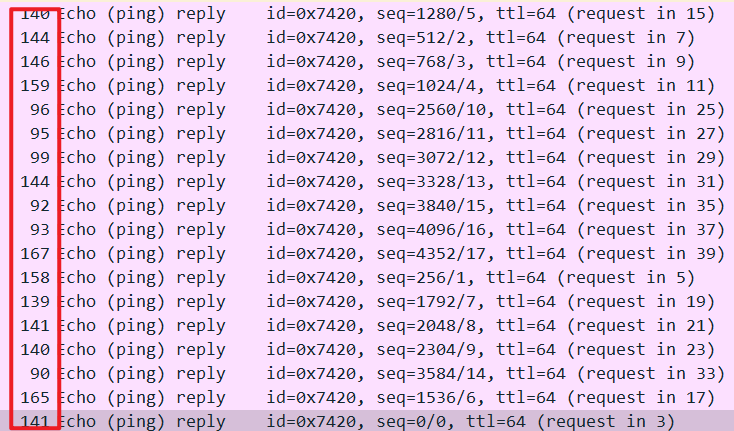 140 Echo (ping) reply id=0x7420, seq=1280/5, ttl=64 (request in 15)
144 Echo (ping) reply id=0x7420, seq=512/2, ttl=64 (request in 7)
146 Echo (ping) reply id=0x7420, seq=768/3, ttl=64 (request in 9)
159 Echo (ping) reply id=0x7420, seq=1024/4, ttl=64 (request in 11)
96 Echo (ping) reply id=0x7420, seq=2560/10, ttl=64 (request in 25)
95 Echo (ping) reply id=0x7420, seq=2816/11, ttl=64 (request in 27)
99 Echo (ping) reply id=0x7420, seq=3072/12, ttl=64 (request in 29)
144 Echo (ping) reply id=0x7420, seq=3328/13, ttl=64 (request in 31)
92 Echo (ping) reply id=0x7420, seq=3840/15, ttl=64 (request in 35)
93 Echo (ping) reply id=0x7420, seq=4096/16, ttl=64 (request in 37)
167 Echo (ping) reply id=0x7420, seq=4352/17, ttl=64 (request in 39)
158 Echo (ping) reply id=0x7420, seq=256/1, ttl=64 (request in 5)
139 Echo (ping) reply id=0x7420, seq=1792/7, ttl=64 (request in 19)
141 Echo (ping) reply id=0x7420, seq=2048/8, ttl=64 (request in 21)
140 Echo (ping) reply id=0x7420, seq=2304/9, ttl=64 (request in 23)
90 Echo (ping) reply id=0x7420, seq=3584/14, ttl=64 (request in 33)
165 Echo (ping) reply id=0x7420, seq=1536/6, ttl=64 (request in 17)
141 Echo (ping) reply id=0x7420, seq=0/0, ttl=64 (request in 3)